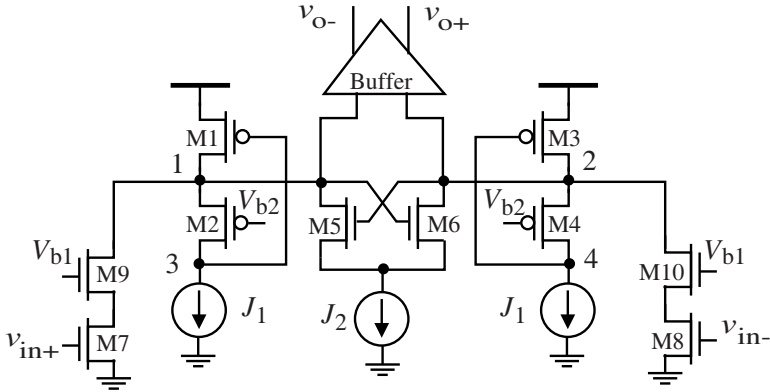 vo- vo+
Buffer
M1 M3
1 2
Vb2 Vb2
M2 M5 M6 M4
Vb1 Vb1
M9 3 4 M10
J1 J2 J1
vin+ M7 M8 vin-